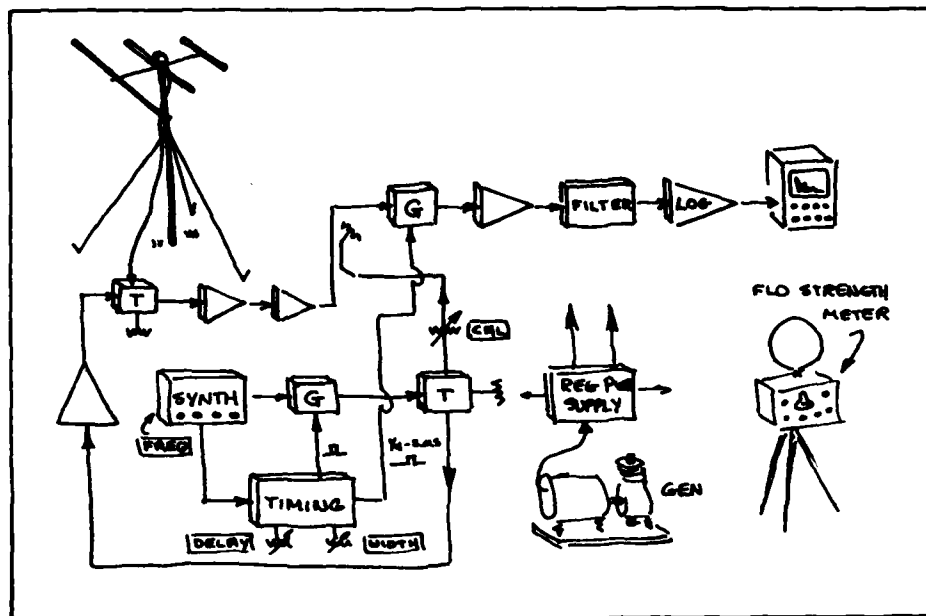 G
FILTER
LOG
T
FLD STRENGTH
METER
CAL
SYNTH
G
T
REG PWR
SUPPLY
FREQ
TIMING
GEN
DELAY
WIDTH